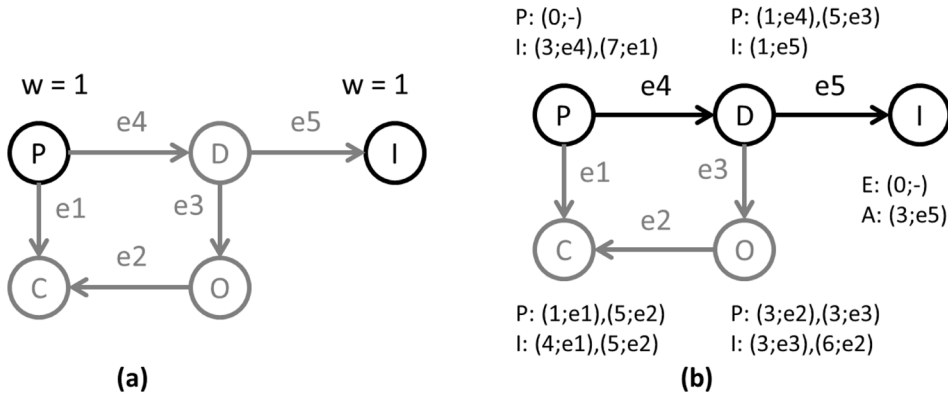 w = 1
w = 1
P
e4
D
e5
I
e1
e3
C
e2
O
(a)
P: (0;-)
I: (3;e4),(7;e1)
P: (1;e4),(5;e3)
I: (1;e5)
P
e4
D
e5
I
e1
e3
E: (0;-)
A: (3;e5)
C
e2
O
P: (1;e1),(5;e2)
I: (4;e1),(5;e2)
P: (3;e2),(3;e3)
I: (3;e3),(6;e2)
(b)